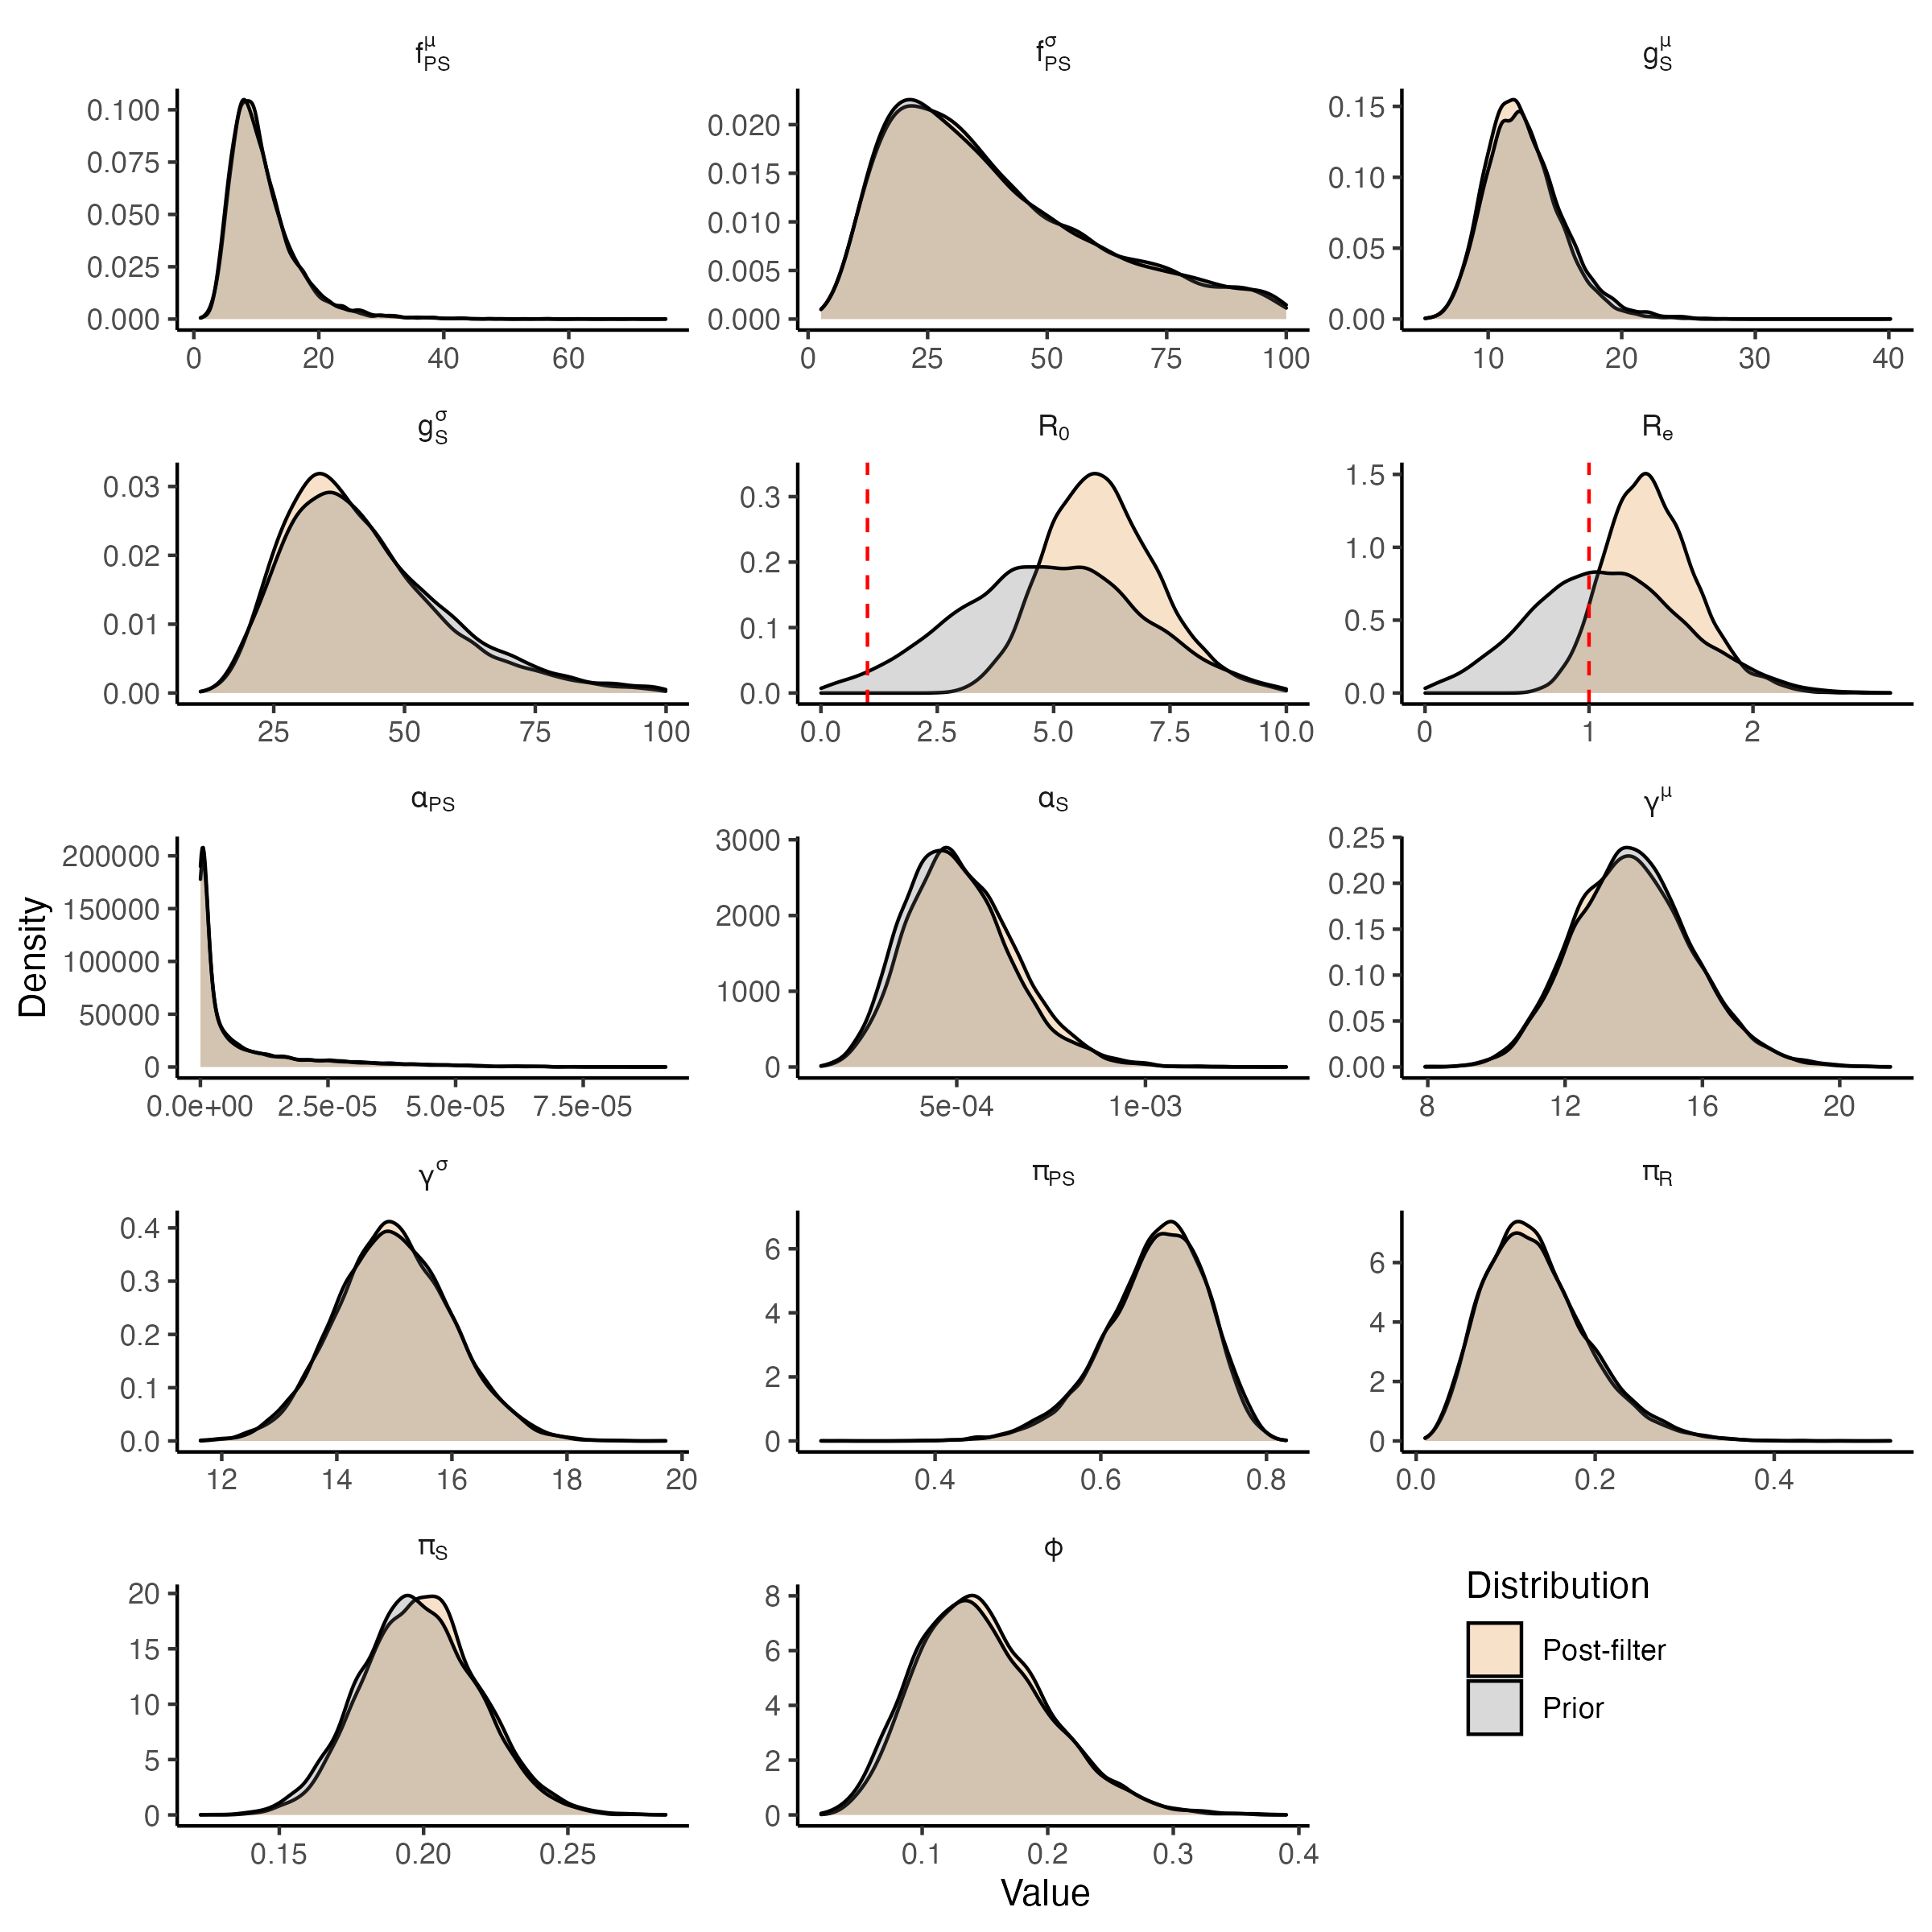 f_PS^μ
0.100
0.075
0.050
0.025
0.000
0 20 40 60
f_PS^σ
0.020
0.015
0.010
0.005
0.000
0 25 50 75 100
g_S^μ
0.15
0.10
0.05
0.00
10 20 30 40
g_S^σ
0.03
0.02
0.01
0.00
25 50 75 100
R_0
0.3
0.2
0.1
0.0
0.0 2.5 5.0 7.5 10.0
R_e
1.5
1.0
0.5
0.0
0 1 2
α_PS
200000
150000
100000
50000
0
0.0e+00 2.5e-05 5.0e-05 7.5e-05
α_S
3000
2000
1000
0
5e-04 1e-03
γ^μ
0.25
0.20
0.15
0.10
0.05
0.00
8 12 16 20
γ^σ
0.4
0.3
0.2
0.1
0.0
12 14 16 18 20
π_PS
6
4
2
0
0.4 0.6 0.8
π_R
6
4
2
0
0.0 0.2 0.4
π_S
20
15
10
5
0
0.15 0.20 0.25
ϕ
8
6
4
2
0
0.1 0.2 0.3 0.4
Density
Value
Distribution
Post-filter
Prior